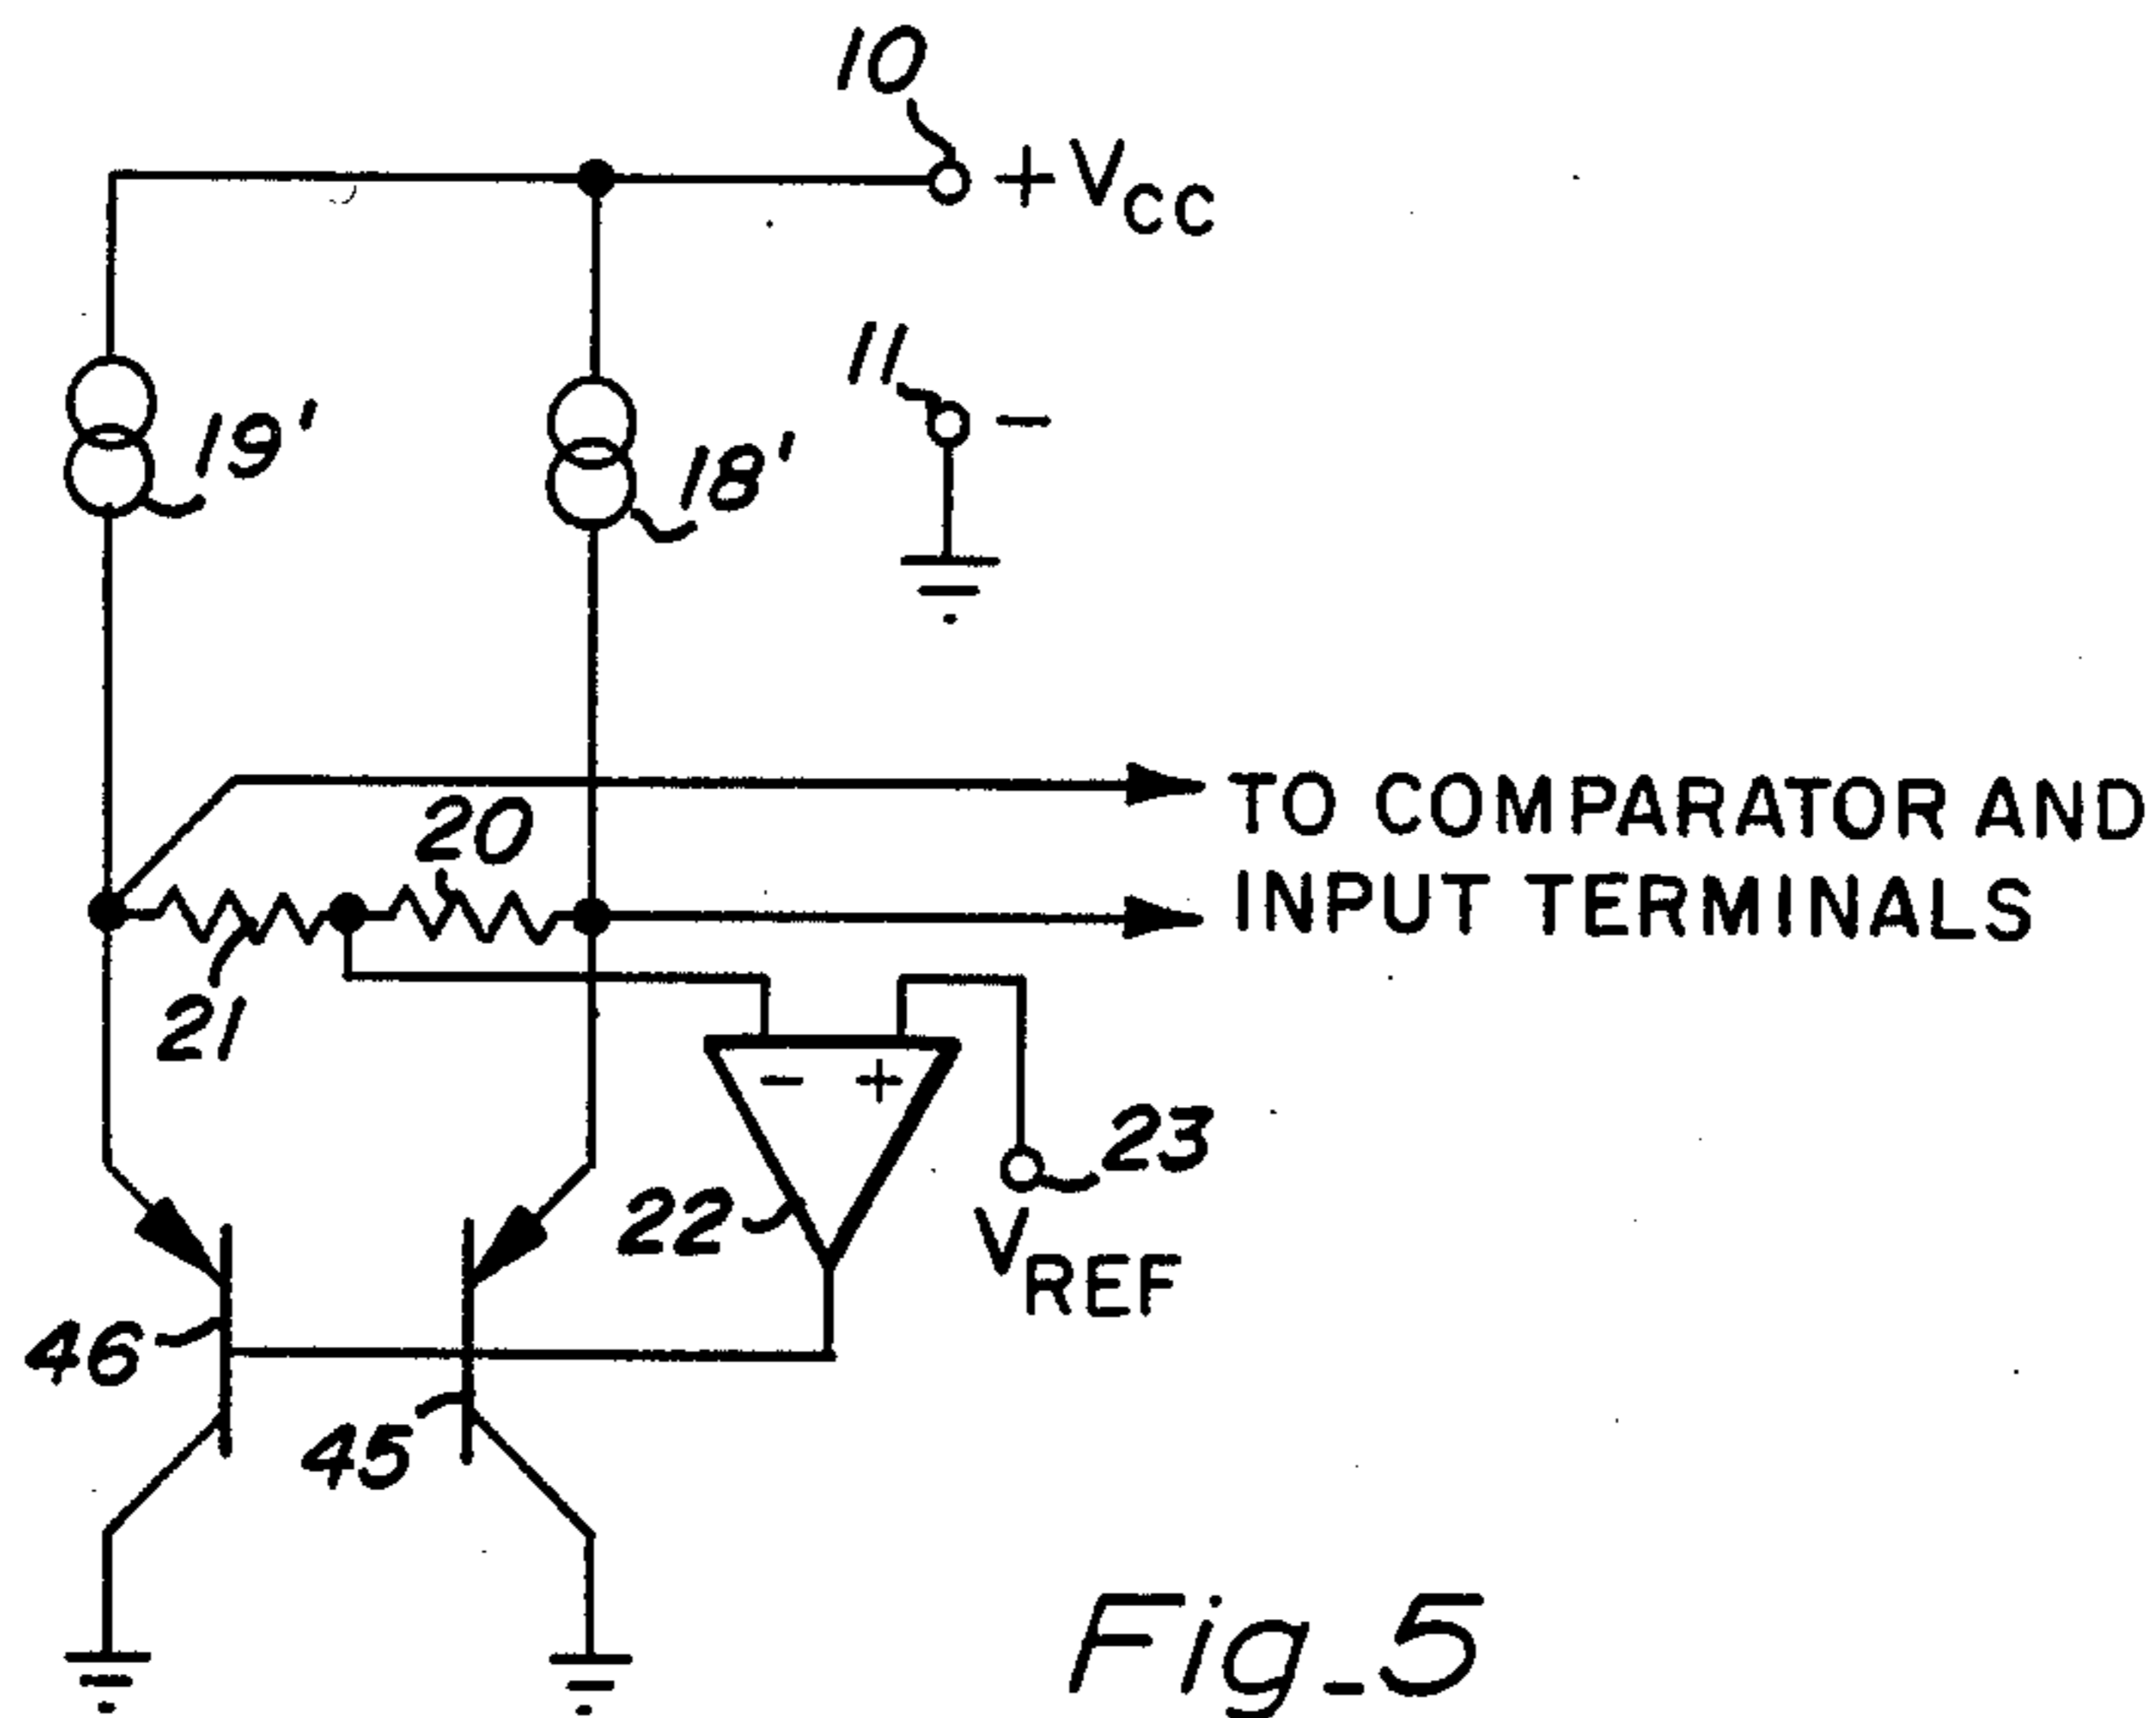 10
+VCC
11
-
19'
18'
TO COMPARATOR AND
20
INPUT TERMINALS
21
- +
23
22
VREF
46
45
Fig_5